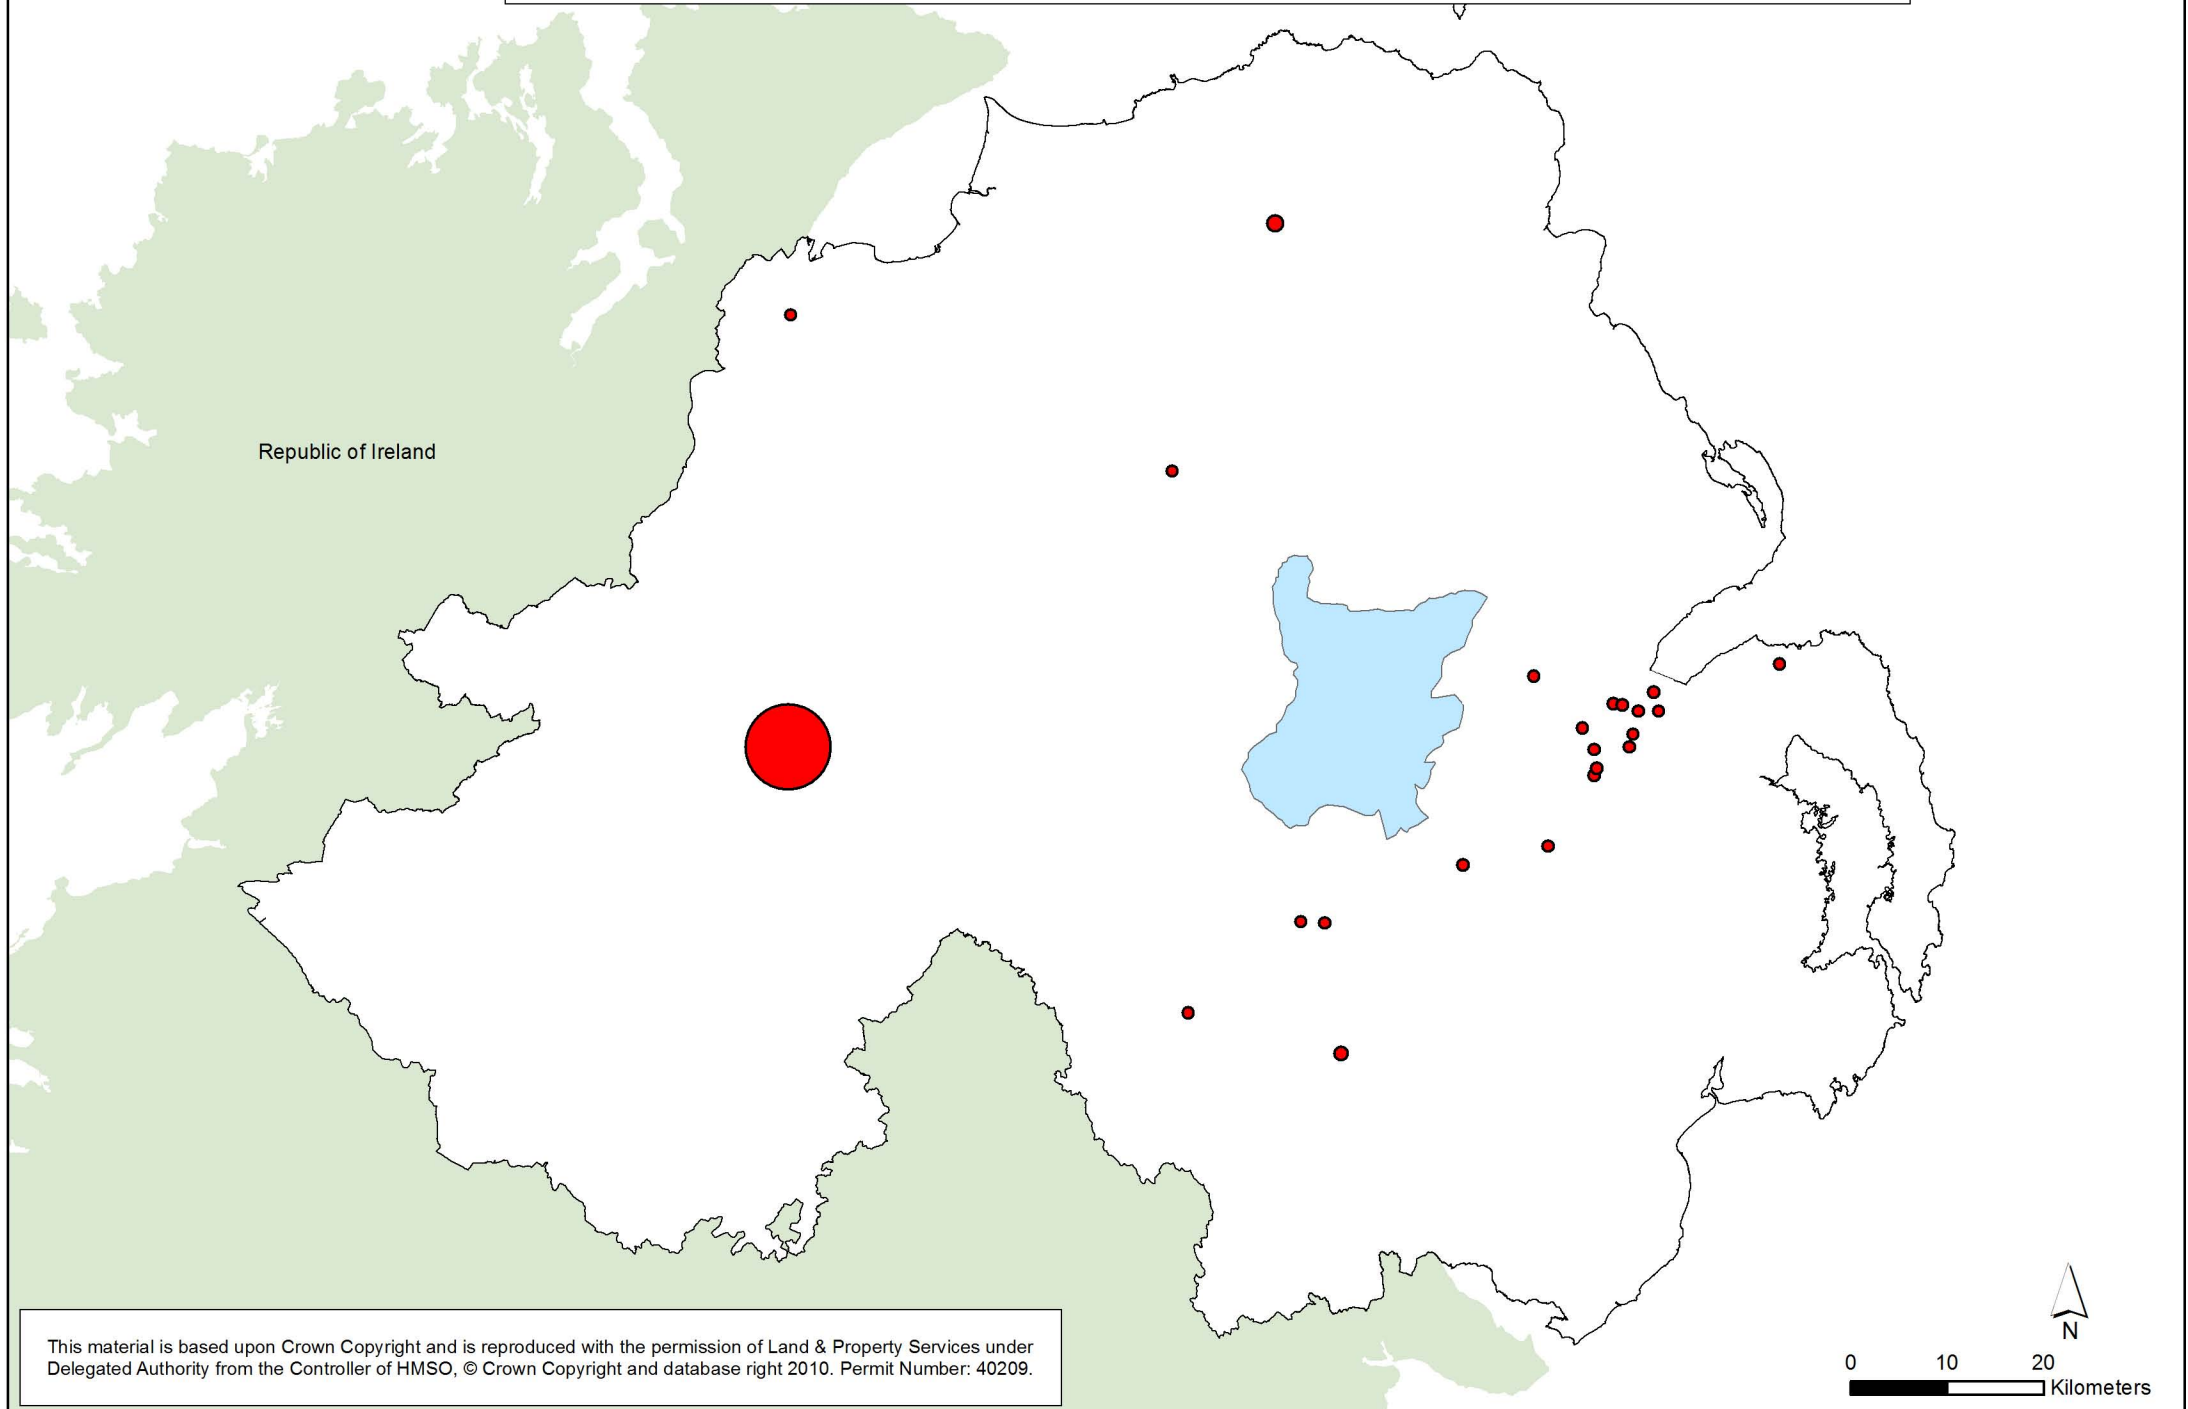 Republic of Ireland
This material is based upon Crown Copyright and is reproduced with the permission of Land & Property Services under
Delegated Authority from the Controller of HMSO, © Crown Copyright and database right 2010. Permit Number: 40209.
N
0 10 20
Kilometers